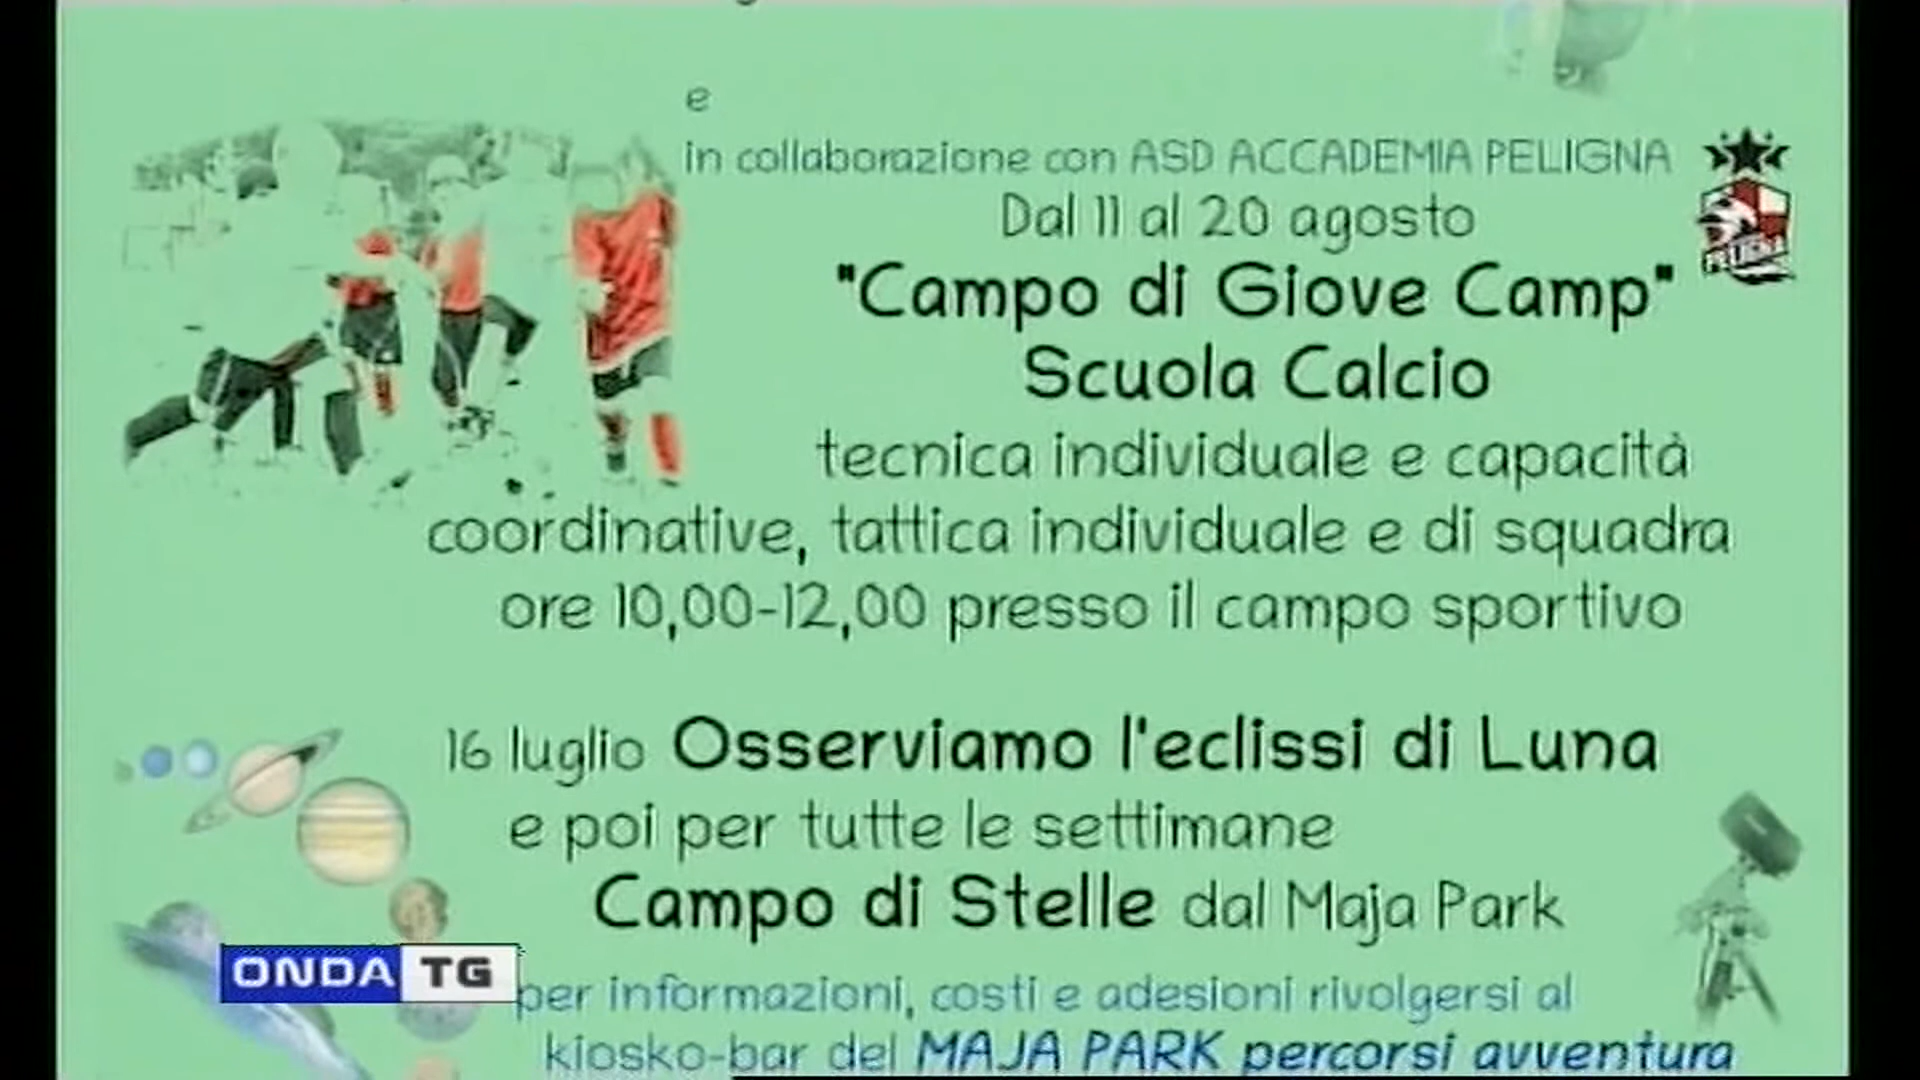 e
in collaborazione con ASD ACCADEMIA PELIGNA
Dal 11 al 20 agosto
"Campo di Giove Camp"
Scuola Calcio
tecnica individuale e capacità
coordinative, tattica individuale e di squadra
ore 10,00-12,00 presso il campo sportivo
PELIGNA
16 luglio Osserviamo l'eclissi di Luna
e poi per tutte le settimane
Campo di Stelle dal Maja Park
per informazioni, costi e adesioni rivolgersi al
kiosko-bar del MAJA PARK percorsi avventura
ONDA TG